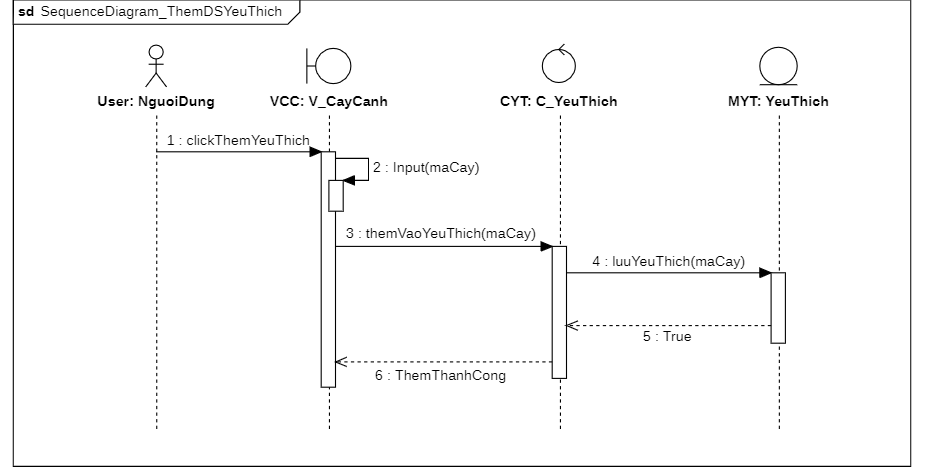 sd SequenceDiagram_ThemDSYeuThich
User: NguoiDung
VCC: V_CayCanh
CYT: C_YeuThich
MYT: YeuThich
1 : clickThemYeuThich
2 : Input(maCay)
3 : themVaoYeuThich(maCay)
4 : luuYeuThich(maCay)
5 : True
6 : ThemThanhCong